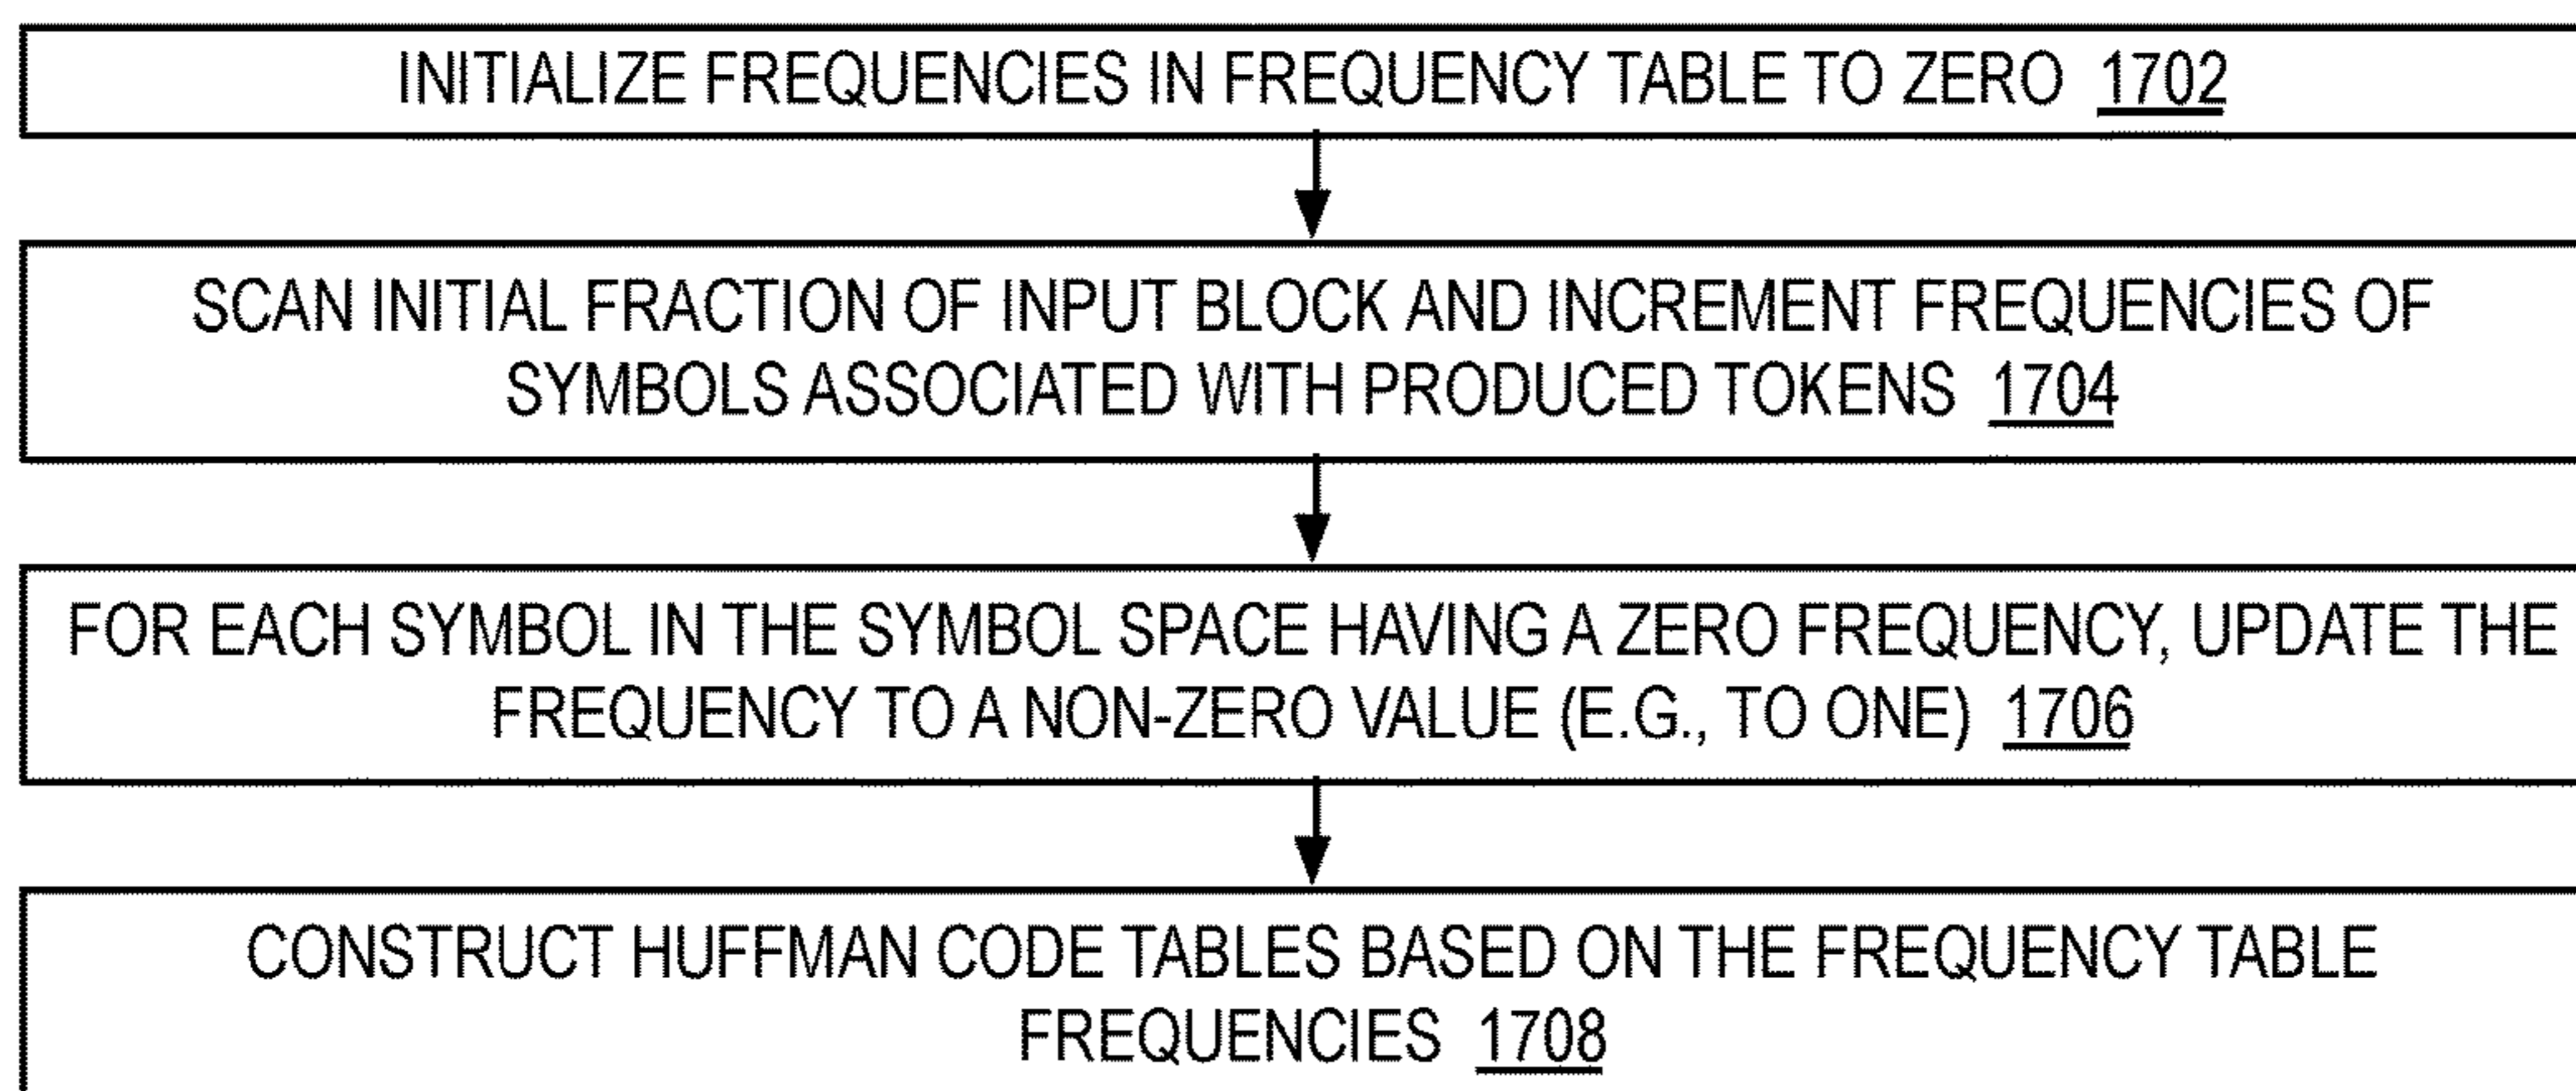 INITIALIZE FREQUENCIES IN FREQUENCY TABLE TO ZERO 1702
SCAN INITIAL FRACTION OF INPUT BLOCK AND INCREMENT FREQUENCIES OF
SYMBOLS ASSOCIATED WITH PRODUCED TOKENS 1704
FOR EACH SYMBOL IN THE SYMBOL SPACE HAVING A ZERO FREQUENCY, UPDATE THE
FREQUENCY TO A NON-ZERO VALUE (E.G., TO ONE) 1706
CONSTRUCT HUFFMAN CODE TABLES BASED ON THE FREQUENCY TABLE
FREQUENCIES 1708